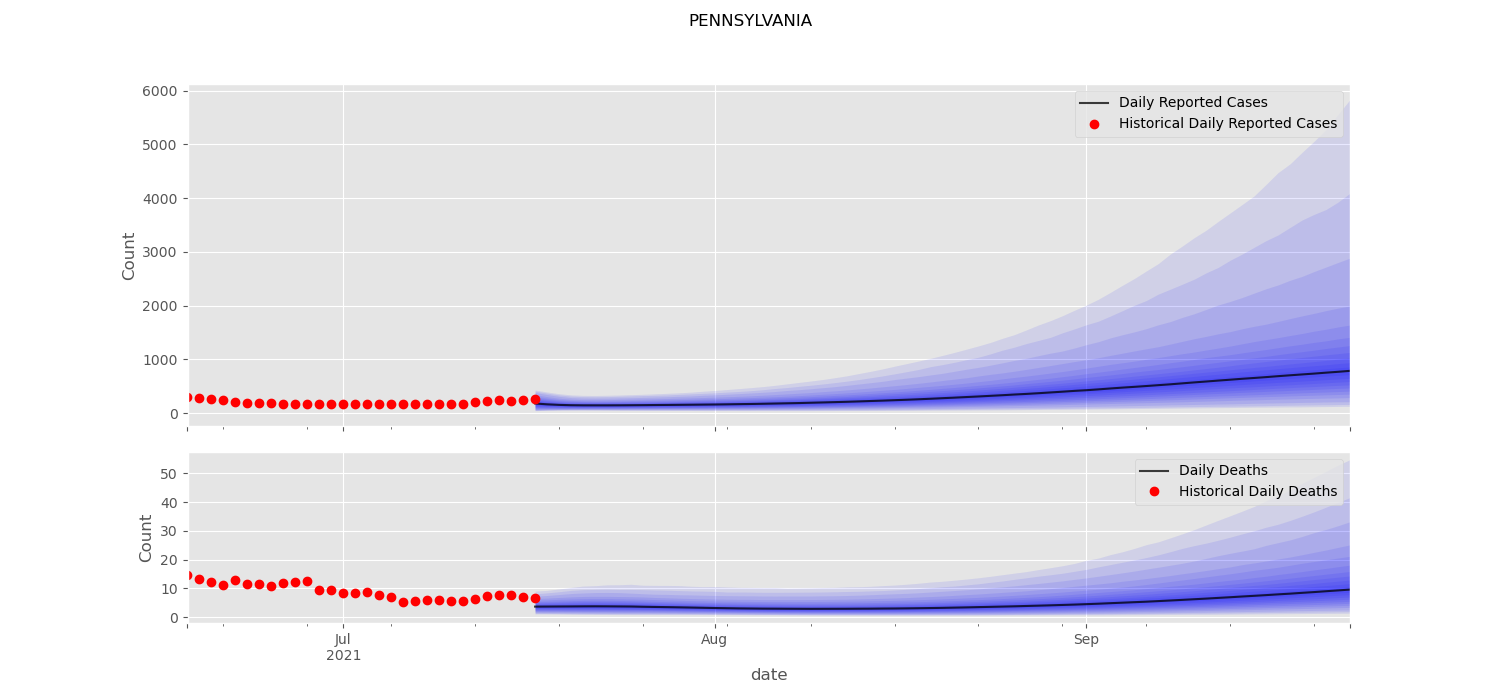 PENNSYLVANIA
6000
5000
4000
3000
2000
1000
0
Count
Daily Reported Cases
Historical Daily Reported Cases
50
40
30
20
10
0
Count
Daily Deaths
Historical Daily Deaths
Jul
2021
Aug
Sep
date